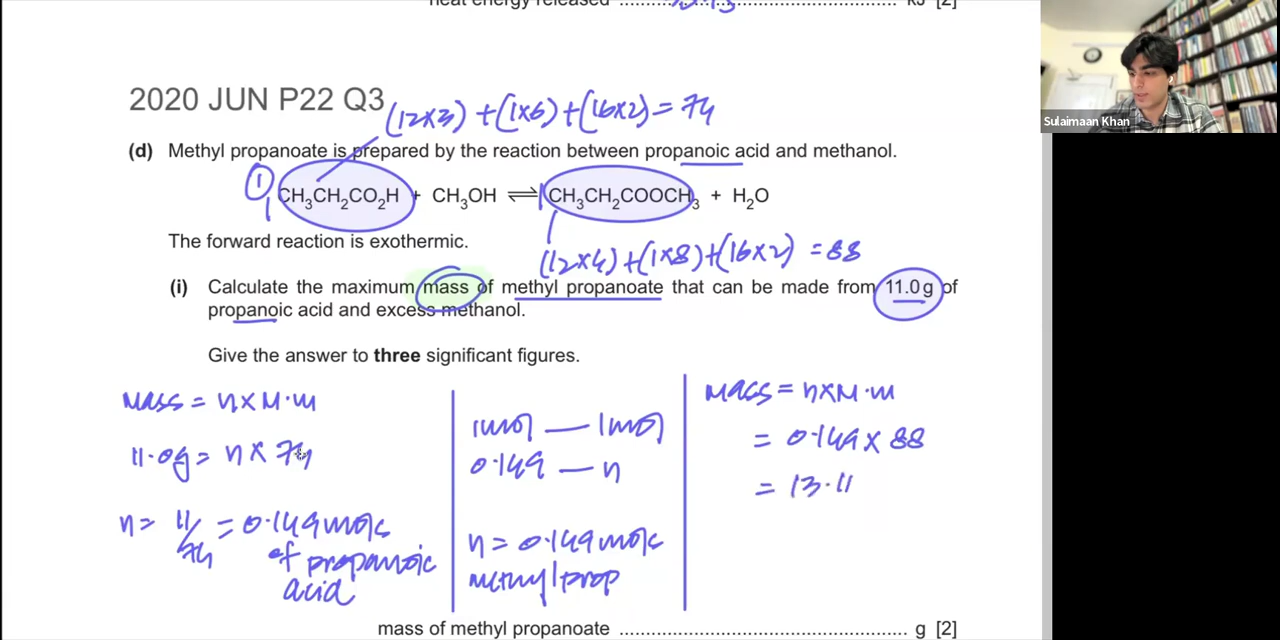 heat energy released ................ kJ [2]
2020 JUN P22 Q3
(12×3) + (1×6) + (16×2) = 74
Sulaimaan Khan
(d) Methyl propanoate is prepared by the reaction between propanoic acid and methanol.
1
CH₃CH₂CO₂H + CH₃OH ⇌ CH₃CH₂COOCH₃ + H₂O
The forward reaction is exothermic.
(12×4) + (1×8) + (16×2) = 88
(i) Calculate the maximum mass of methyl propanoate that can be made from 11.0g of
propanoic acid and excess methanol.
Give the answer to three significant figures.
mass = n×M·m
11.0g = n × 74
n = 11/74 = 0.149 mols
of propanoic
acid
1mol — 1mol
0.149 — n
n = 0.149 mols
methyl prop
mass = n×M·m
= 0.149 × 88
= 13.11
mass of methyl propanoate ................ g [2]